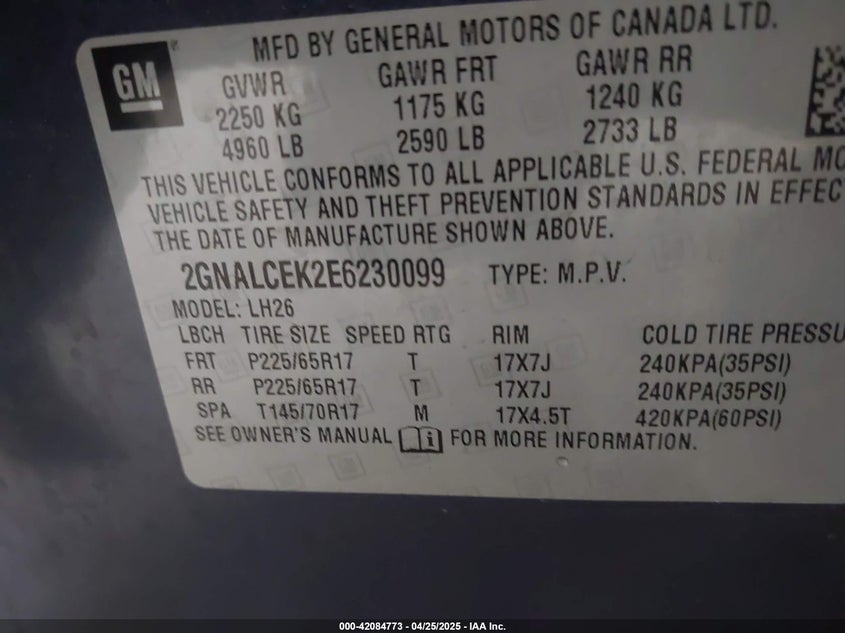 GM
MFD BY GENERAL MOTORS OF CANADA LTD.
GVWR GAWR FRT GAWR RR
2250 KG 1175 KG 1240 KG
4960 LB 2590 LB 2733 LB
THIS VEHICLE CONFORMS TO ALL APPLICABLE U.S. FEDERAL MO
VEHICLE SAFETY AND THEFT PREVENTION STANDARDS IN EFFEC
THE DATE OF MANUFACTURE SHOWN ABOVE.
2GNALCEK2E6230099 TYPE: M.P.V.
MODEL: LH26
LBCH TIRE SIZE SPEED RTG RIM COLD TIRE PRESSU
FRT P225/65R17 T 17X7J 240KPA(35PSI)
RR P225/65R17 T 17X7J 240KPA(35PSI)
SPA T145/70R17 M 17X4.5T 420KPA(60PSI)
SEE OWNER'S MANUAL FOR MORE INFORMATION.
000-42084773 - 04/25/2025 - IAA Inc.